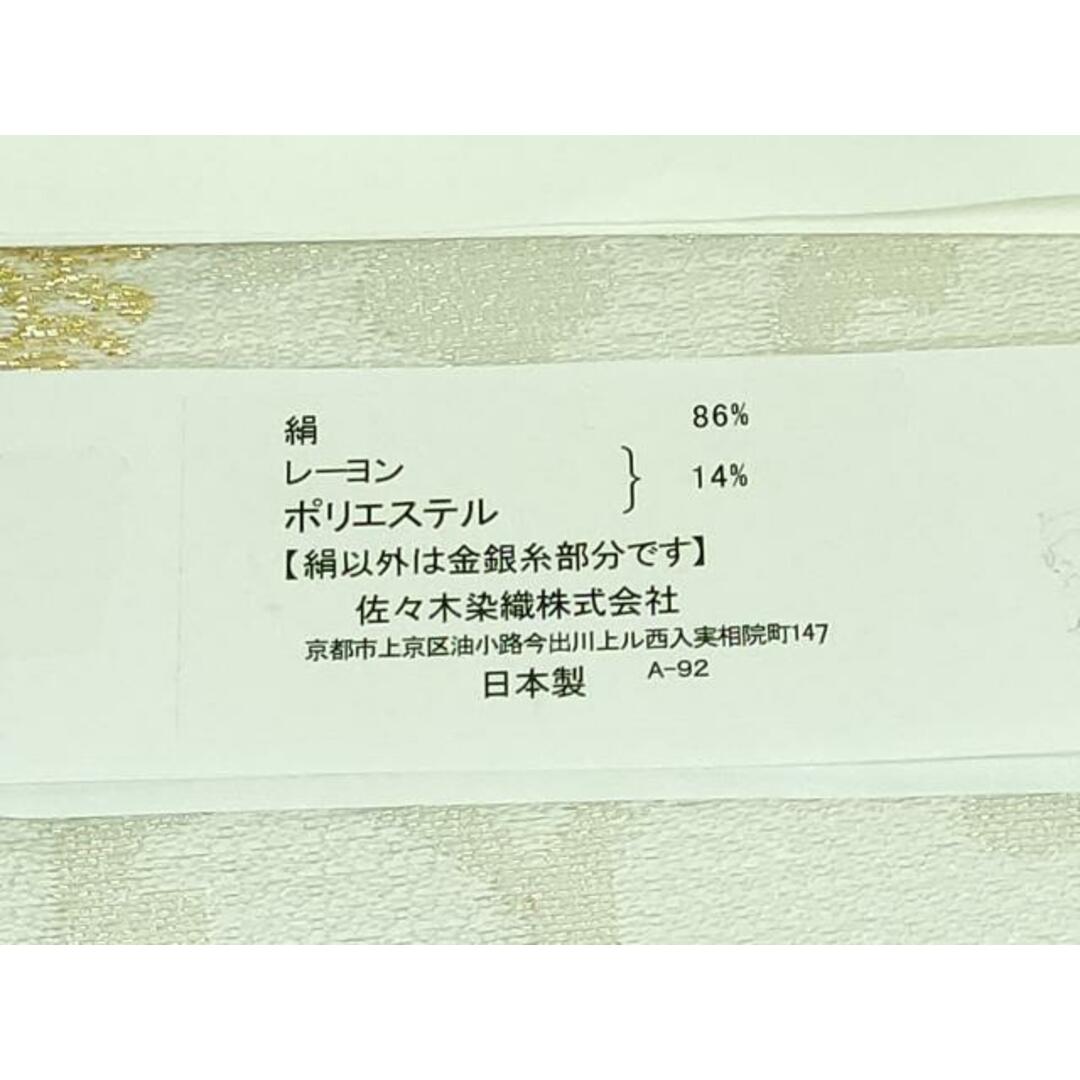 絹 86%
レーヨン
ポリエステル } 14%
【絹以外は金銀糸部分です】
佐々木染織株式会社
京都市上京区油小路今出川上ル西入実相院町147
日本製 A-92